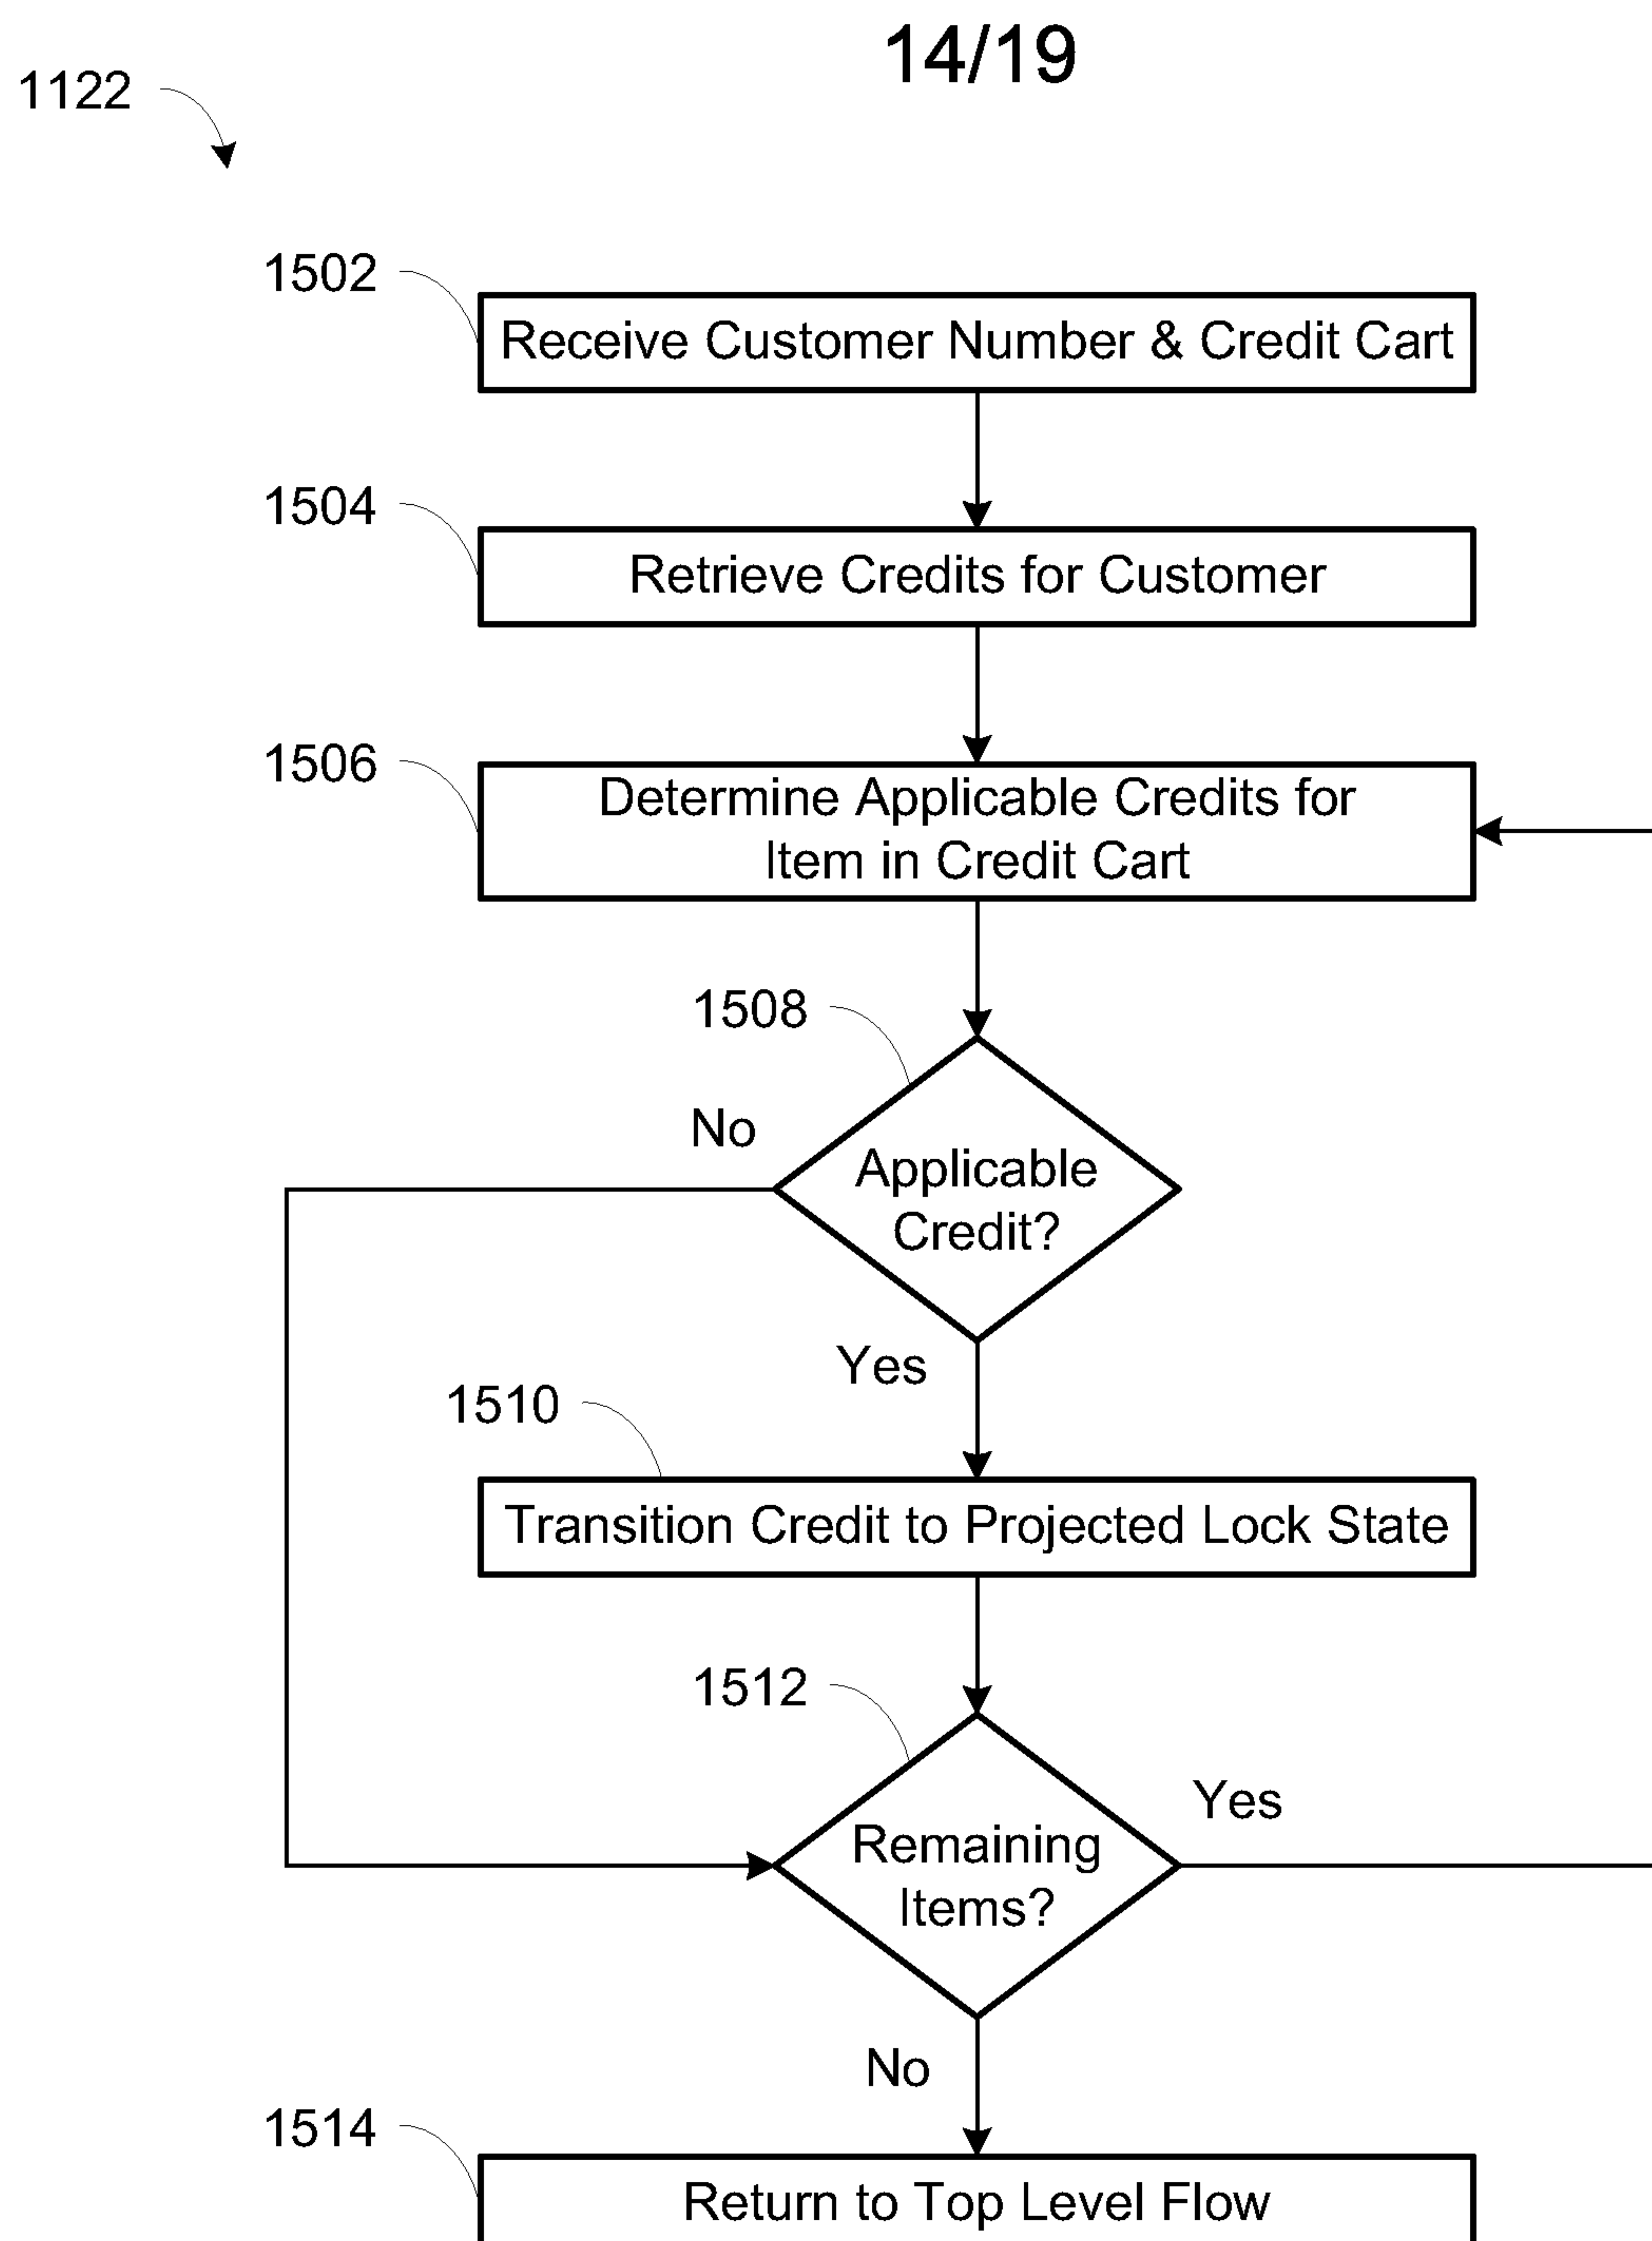 14/19
1122
1502
Receive Customer Number & Credit Cart
1504
Retrieve Credits for Customer
1506
Determine Applicable Credits for
Item in Credit Cart
1508
No
Applicable
Credit?
Yes
1510
Transition Credit to Projected Lock State
1512
Yes
Remaining
Items?
No
1514
Return to Top Level Flow